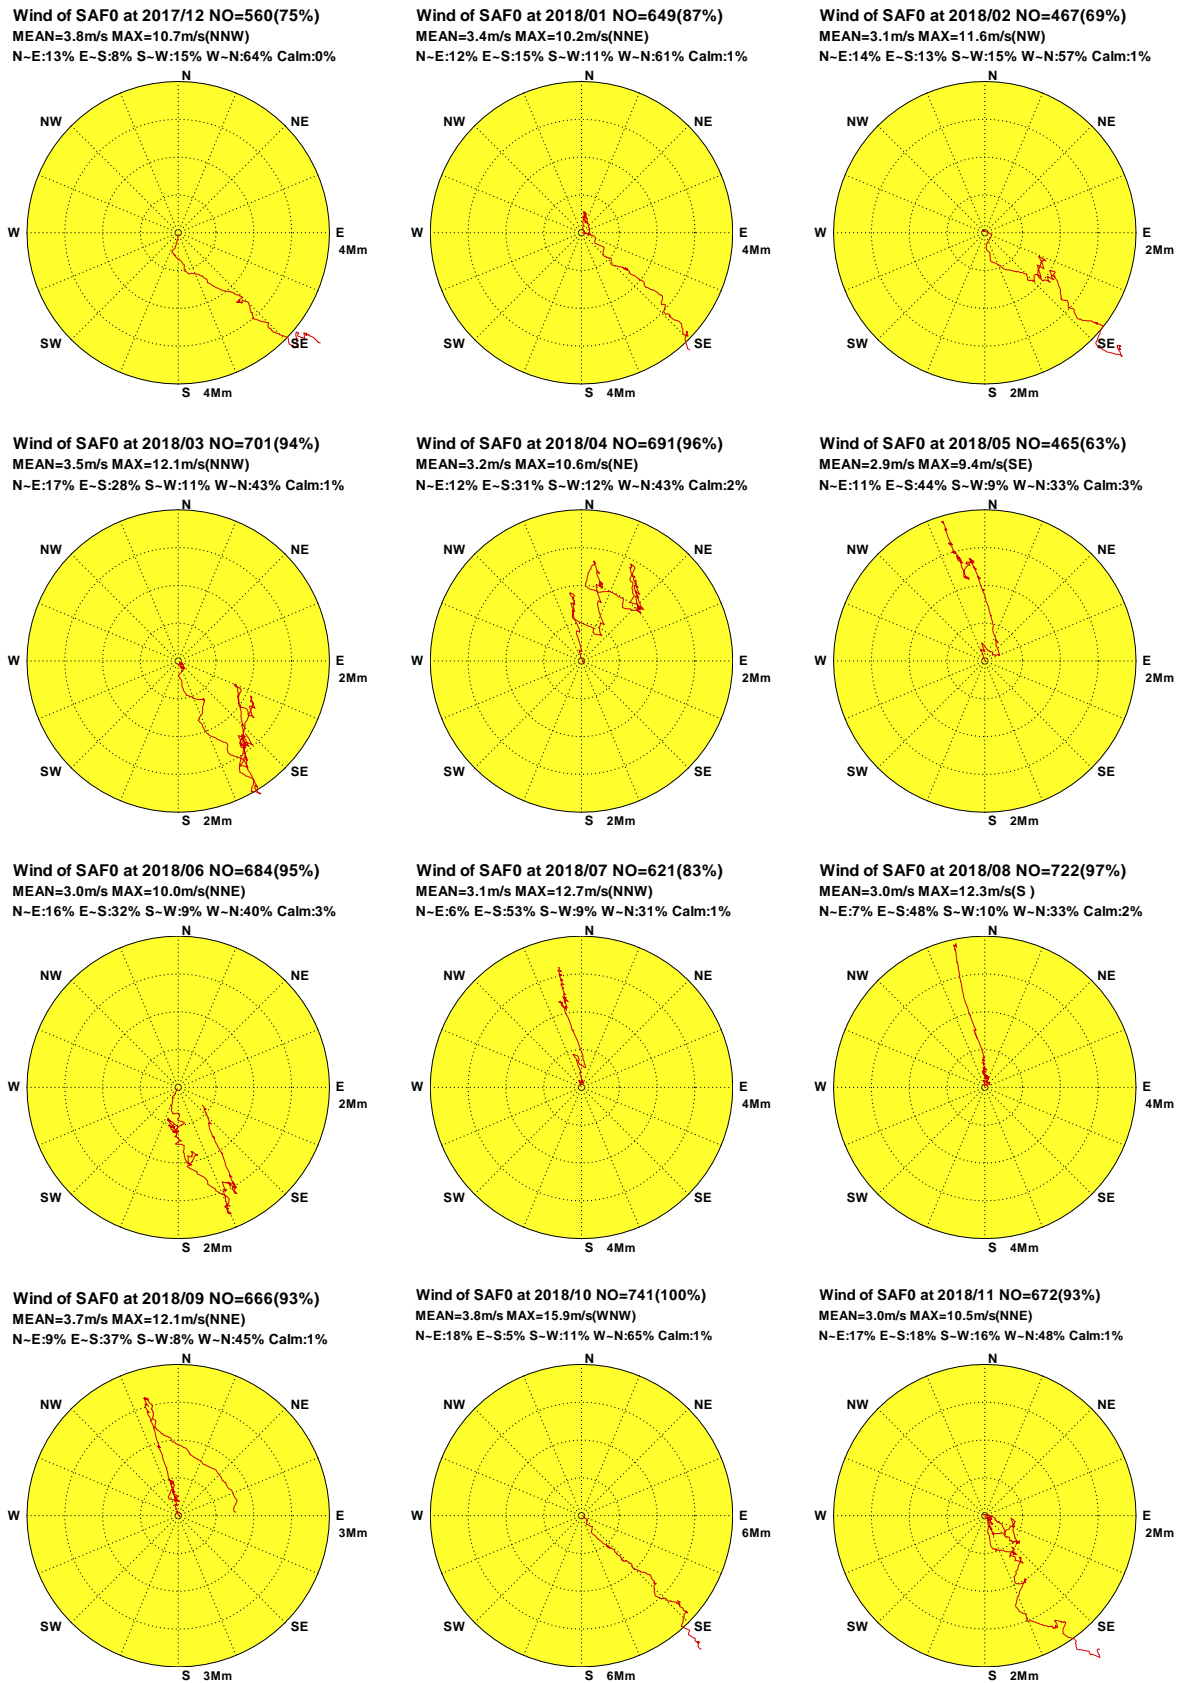 Wind of SAF0 at 2017/12 NO=560(75%)
MEAN=3.8m/s MAX=10.7m/s(NNW)
N~E:13% E~S:8% S~W:15% W~N:64% Calm:0%
N
NW
NE
W
E
4Mm
SW
SE
S 4Mm
Wind of SAF0 at 2018/01 NO=649(87%)
MEAN=3.4m/s MAX=10.2m/s(NNE)
N~E:12% E~S:15% S~W:11% W~N:61% Calm:1%
N
NW
NE
W
E
4Mm
SW
SE
S 4Mm
Wind of SAF0 at 2018/02 NO=467(69%)
MEAN=3.1m/s MAX=11.6m/s(NW)
N~E:14% E~S:13% S~W:15% W~N:57% Calm:1%
N
NW
NE
W
E
2Mm
SW
SE
S 2Mm
Wind of SAF0 at 2018/03 NO=701(94%)
MEAN=3.5m/s MAX=12.1m/s(NNW)
N~E:17% E~S:28% S~W:11% W~N:43% Calm:1%
N
NW
NE
W
E
2Mm
SW
SE
S 2Mm
Wind of SAF0 at 2018/04 NO=691(96%)
MEAN=3.2m/s MAX=10.6m/s(NE)
N~E:12% E~S:31% S~W:12% W~N:43% Calm:2%
N
NW
NE
W
E
2Mm
SW
SE
S 2Mm
Wind of SAF0 at 2018/05 NO=465(63%)
MEAN=2.9m/s MAX=9.4m/s(SE)
N~E:11% E~S:44% S~W:9% W~N:33% Calm:3%
N
NW
NE
W
E
2Mm
SW
SE
S 2Mm
Wind of SAF0 at 2018/06 NO=684(95%)
MEAN=3.0m/s MAX=10.0m/s(NNE)
N~E:16% E~S:32% S~W:9% W~N:40% Calm:3%
N
NW
NE
W
E
2Mm
SW
SE
S 2Mm
Wind of SAF0 at 2018/07 NO=621(83%)
MEAN=3.1m/s MAX=12.7m/s(NNW)
N~E:6% E~S:53% S~W:9% W~N:31% Calm:1%
N
NW
NE
W
E
4Mm
SW
SE
S 4Mm
Wind of SAF0 at 2018/08 NO=722(97%)
MEAN=3.0m/s MAX=12.3m/s(S )
N~E:7% E~S:48% S~W:10% W~N:33% Calm:2%
N
NW
NE
W
E
4Mm
SW
SE
S 4Mm
Wind of SAF0 at 2018/09 NO=666(93%)
MEAN=3.7m/s MAX=12.1m/s(NNE)
N~E:9% E~S:37% S~W:8% W~N:45% Calm:1%
N
NW
NE
W
E
3Mm
SW
SE
S 3Mm
Wind of SAF0 at 2018/10 NO=741(100%)
MEAN=3.8m/s MAX=15.9m/s(WNW)
N~E:18% E~S:5% S~W:11% W~N:65% Calm:1%
N
NW
NE
W
E
6Mm
SW
SE
S 6Mm
Wind of SAF0 at 2018/11 NO=672(93%)
MEAN=3.0m/s MAX=10.5m/s(NNE)
N~E:17% E~S:18% S~W:16% W~N:48% Calm:1%
N
NW
NE
W
E
2Mm
SW
SE
S 2Mm